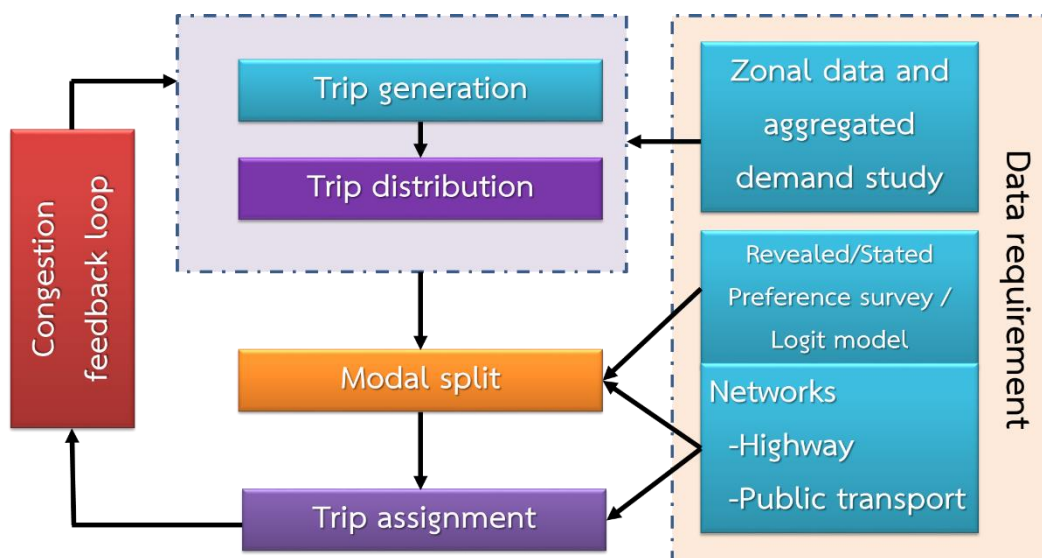 Trip generation
Trip distribution
Modal split
Trip assignment
Congestion
feedback loop
Zonal data and
aggregated
demand study
Revealed/Stated
Preference survey /
Logit model
Networks
-Highway
-Public transport
Data requirement